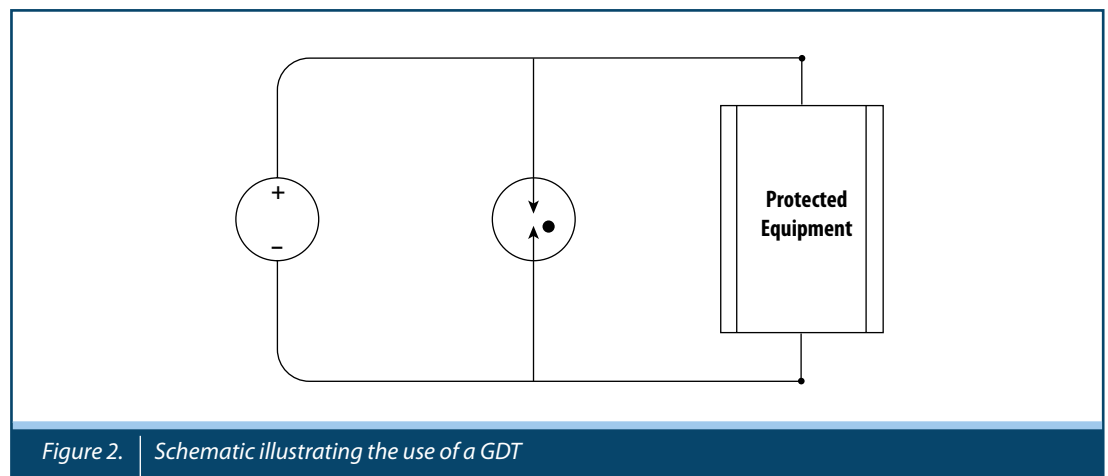 +
–
Protected
Equipment
Figure 2. Schematic illustrating the use of a GDT